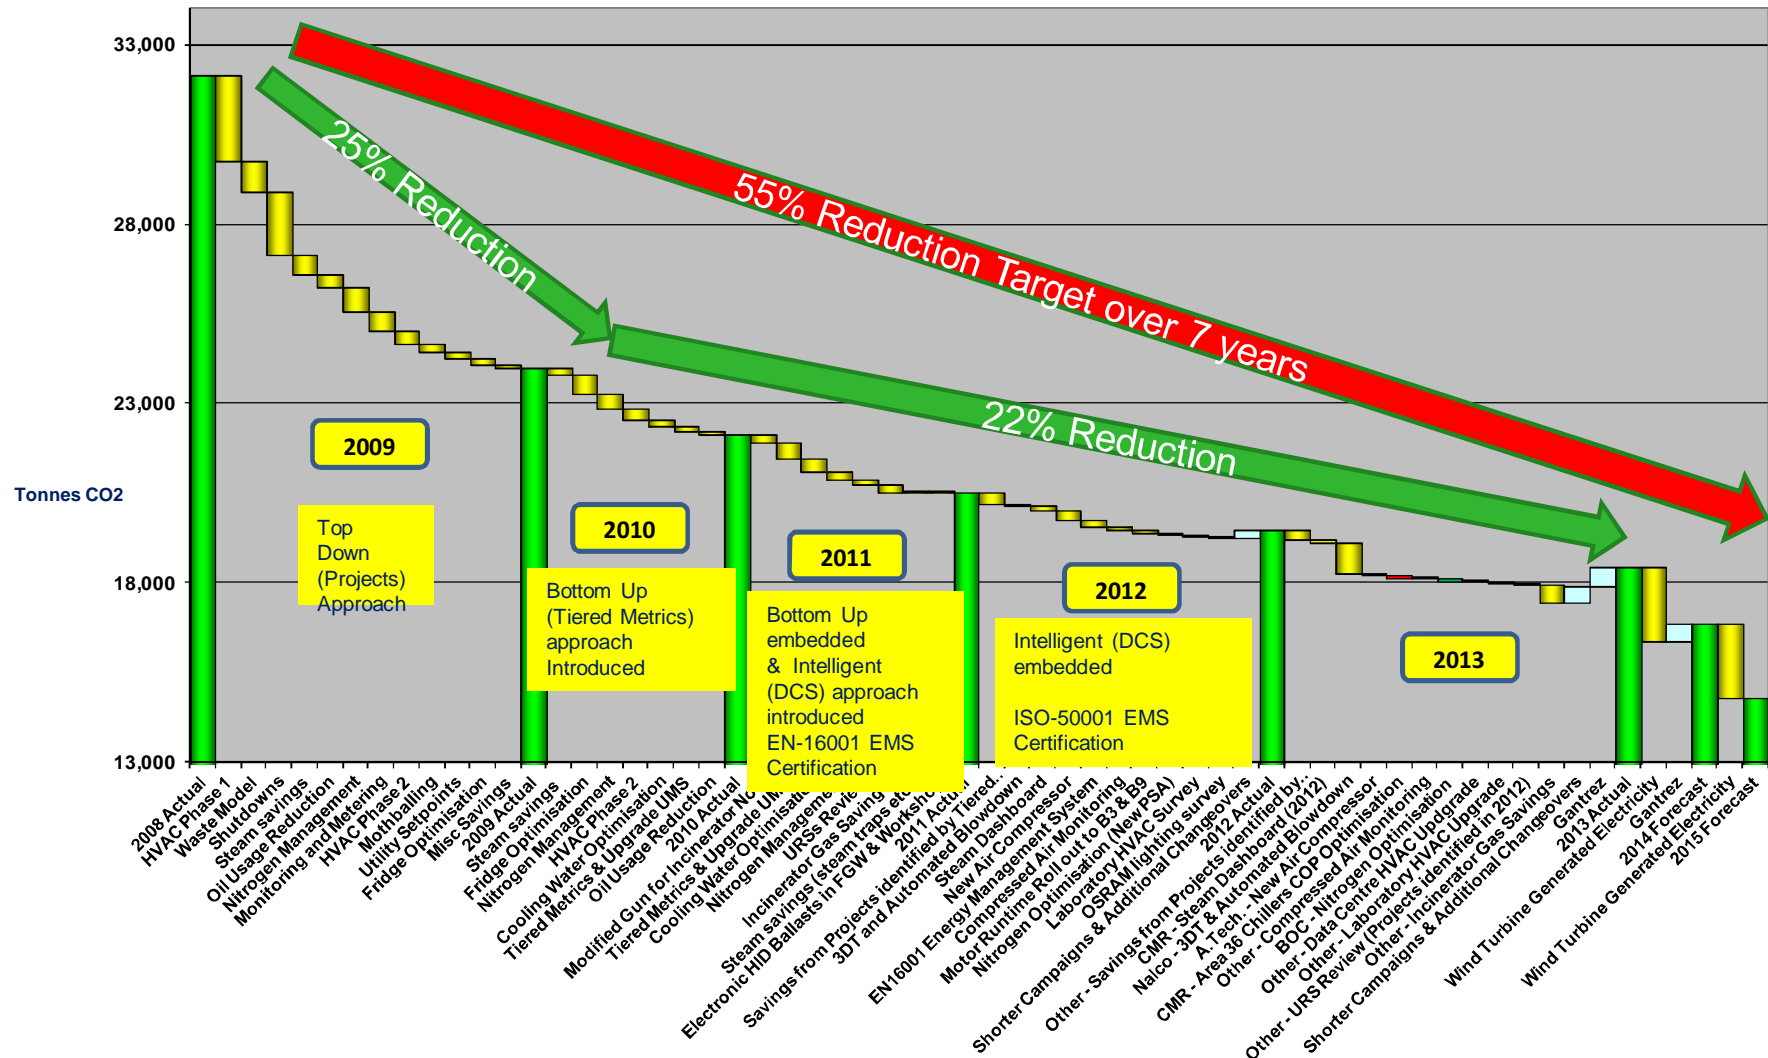 33,000
28,000
23,000
18,000
13,000
Tonnes CO2
25% Reduction
55% Reduction Target over 7 years
22% Reduction
2009
Top
Down
(Projects)
Approach
2010
Bottom Up
(Tiered Metrics)
approach
Introduced
2011
Bottom Up
embedded
& Intelligent
(DCS) approach
introduced
EN-16001 EMS
Certification
2012
Intelligent (DCS)
embedded
ISO-50001 EMS
Certification
2013
2008 Actual
HVAC Phase 1
Waste Model
Shutdowns
Steam savings
Oil Usage Reduction
Nitrogen Management
Monitoring and Metering
HVAC Phase 2
Mothballing
Utility Setpoints
Fridge Optimisation
Misc Savings
2009 Actual
Steam Savings
Fridge Optimisation
Nitrogen Management
HVAC Phase 2
Cooling Water Optimisation
Tiered Metrics & Upgrade UMS
Oil Usage Reduction
2010 Actual
Modified Gun for Incinerator
Tiered Metrics & Upgrade
Cooling Water Optimisation
Nitrogen Management
URSs
Incinerator Gas Saving
Steam savings (steam traps
Electronic HID Ballasts in FGW & Workshop
2011 Actual
Savings from Projects identified by Tiered..
3DT and Automated Blowdown
Steam Dashboard
New Air Compressor
EN16001 Energy Management System
Compressed Air Monitoring
Motor Runtime Roll out to B3 & B9
Nitrogen Optimisation (New PSA)
Laboratory HVAC Survey
OSRAM lighting survey
Shorter Campaigns & Additional Changeovers
2012 Actual
Other - Savings from Projects identified by..
CMR - Steam Dashboard (2012)
Nalco - 3DT & Automated Blowdown
A. Tech. - New Air Compressor
CMR - Area 36 Chillers COP Optimisation
Other - Compressed Air Monitoring
BOC - Nitrogen Optimisation
Other - Data Centre HVAC Upgrade
Other - Laboratory HVAC Upgrade
Other - URS Review (Projects identified in 2012)
Other - Incinerator Gas Savings
Shorter Campaigns & Additional Changeovers
Gantrez
2013 Actual
Wind Turbine Generated Electricity
Gantrez
2014 Forecast
Wind Turbine Generated Electricity
2015 Forecast